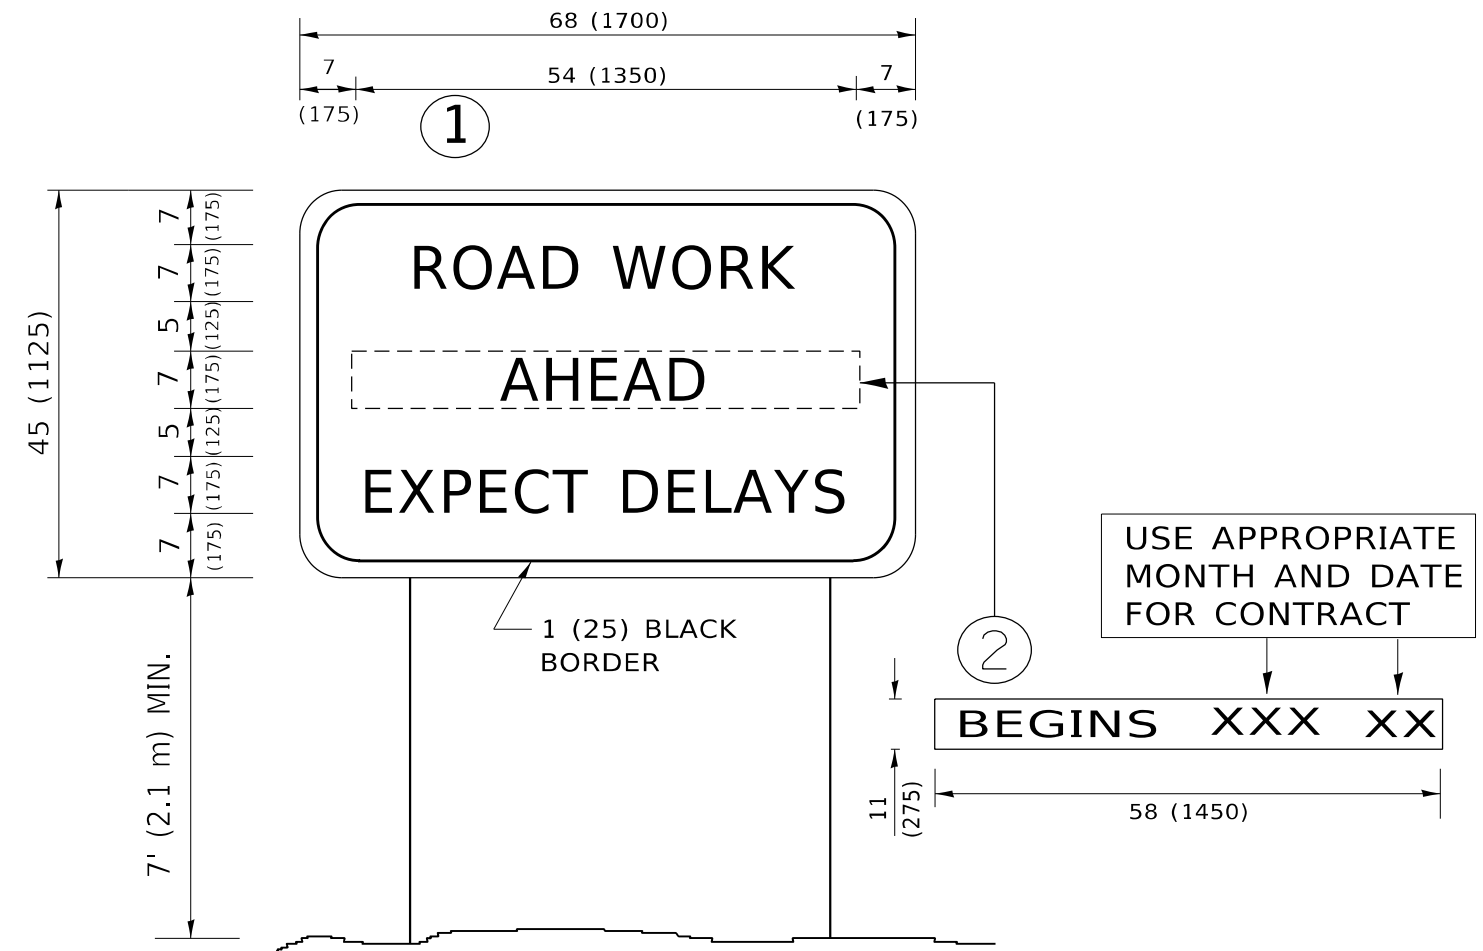 68 (1700)
7
54 (1350)
7
(175)
(175)
1
7
(175)
7
(175)
5
(125)
7
(175)
5
(125)
7
(175)
7
(175)
45 (1125)
ROAD WORK
AHEAD
EXPECT DELAYS
1 (25) BLACK
BORDER
7' (2.1 m) MIN.
USE APPROPRIATE
MONTH AND DATE
FOR CONTRACT
2
BEGINS XXX XX
11
(275)
58 (1450)